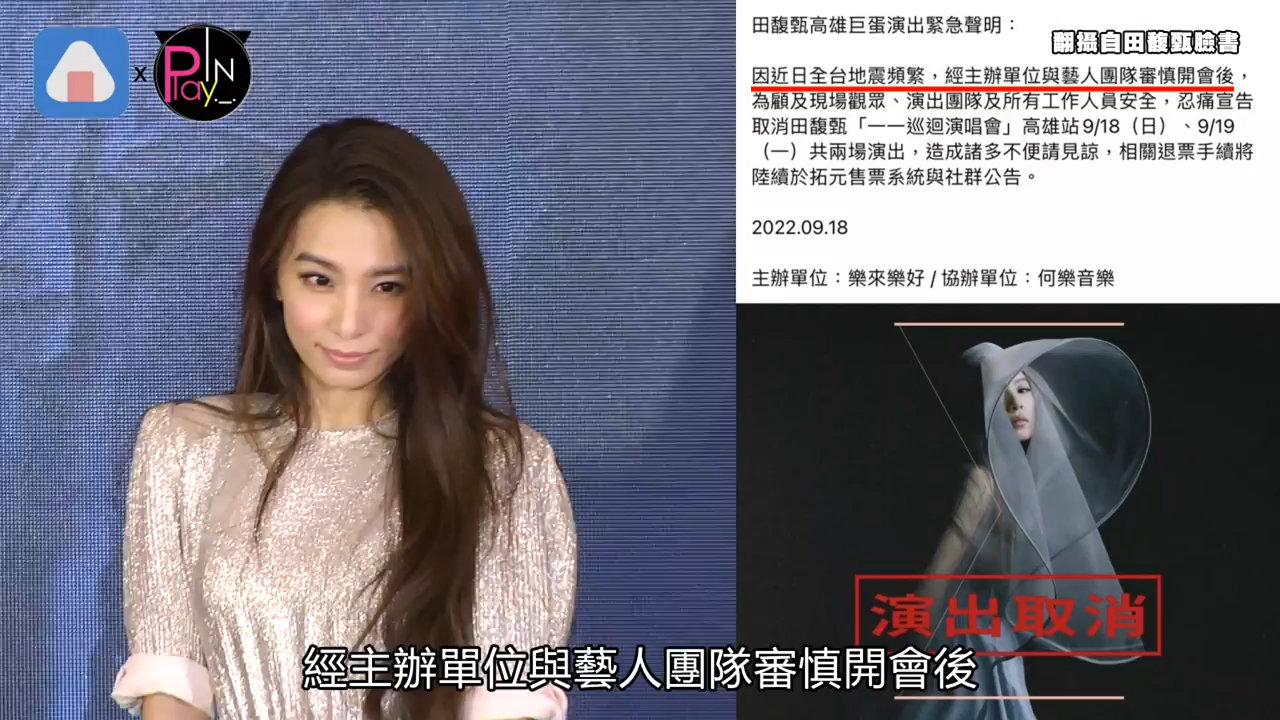 x
Play
IN
田馥甄高雄巨蛋演出緊急聲明：
翻攝自田馥甄臉書
因近日全台地震頻繁，經主辦單位與藝人團隊審慎開會後，
為顧及現場觀眾、演出團隊及所有工作人員安全，忍痛宣告
取消田馥甄「一一巡迴演唱會」高雄站 9/18（日）、9/19
（一）共兩場演出，造成諸多不便請見諒，相關退票手續將
陸續於拓元售票系統與社群公告。
2022.09.18
主辦單位：樂來樂好 / 協辦單位：何樂音樂
演出取消
經主辦單位與藝人團隊審慎開會後